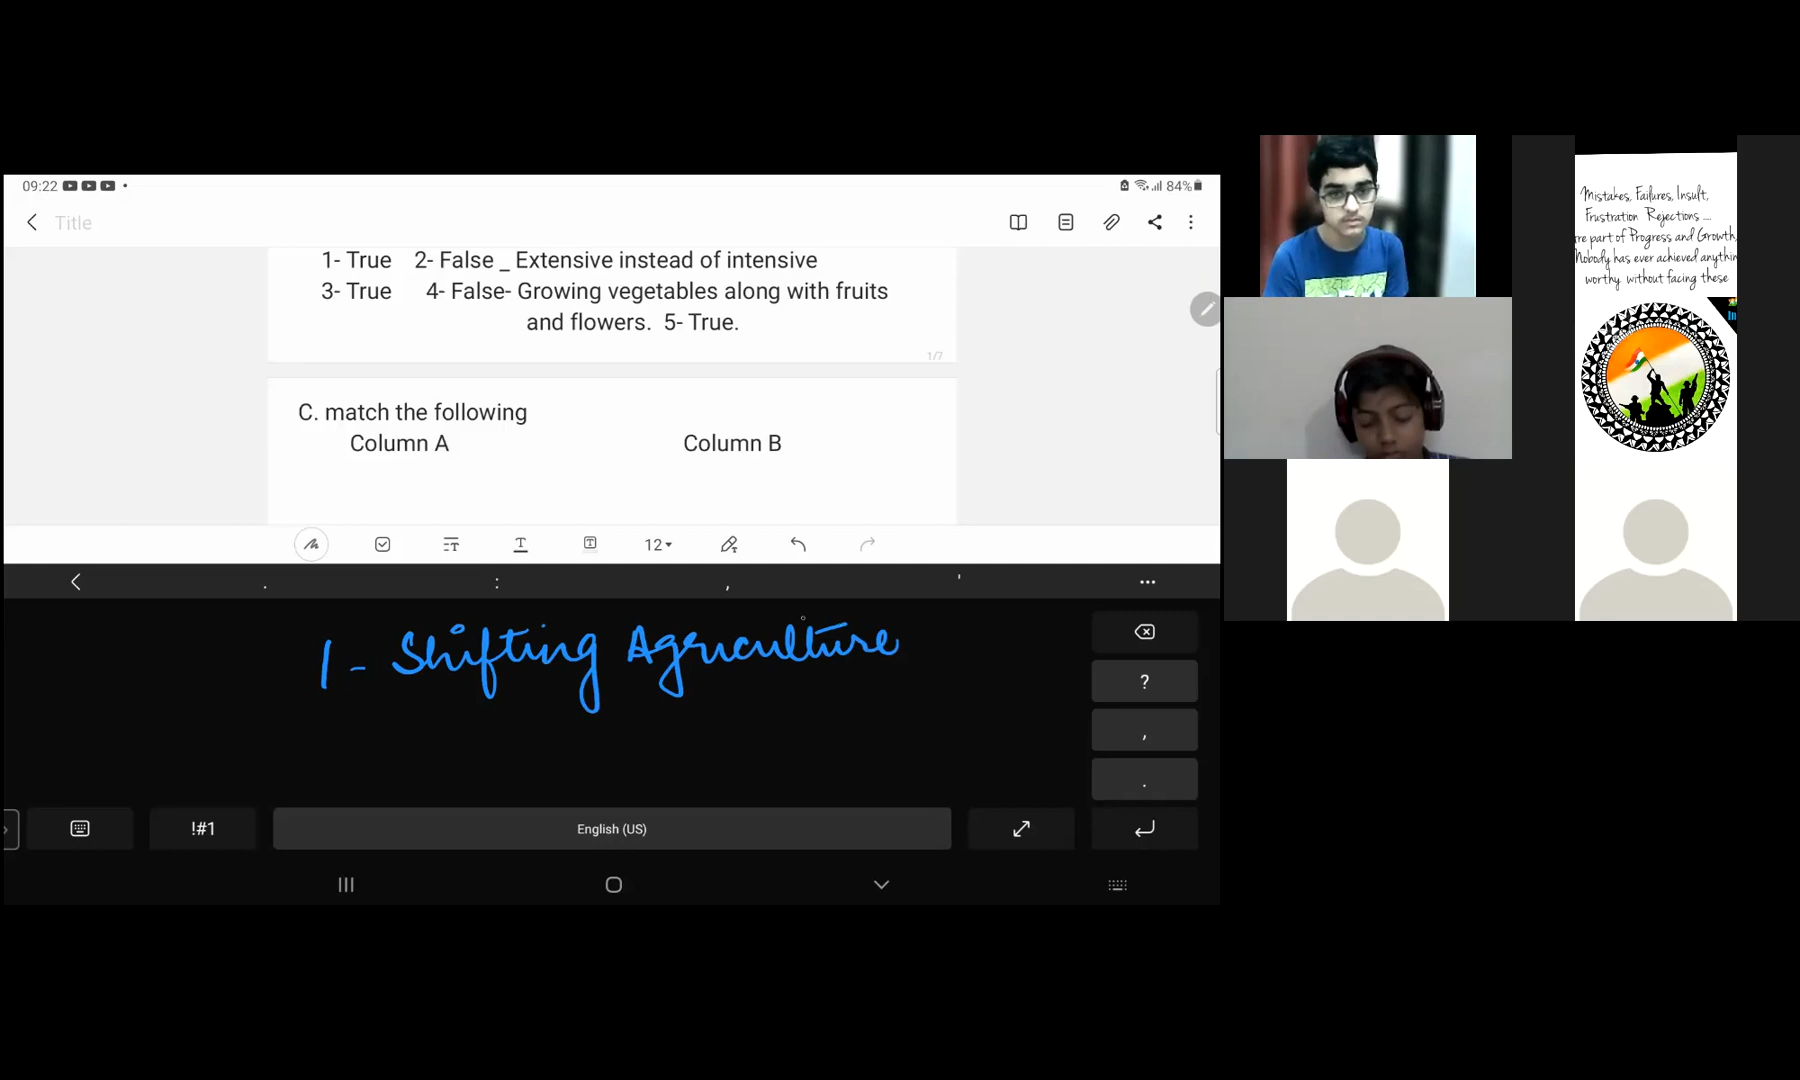 09:22
84%
Title
1- True 2- False _ Extensive instead of intensive
3- True 4- False- Growing vegetables along with fruits
and flowers. 5- True.
1/7
C. match the following
Column A Column B
12
. : , ' ...
1 - Shifting Agriculture
?
,
.
!#1
English (US)
Mistakes, Failures, Insult,
Frustration Rejections ....
re part of Progress and Growth,
Nobody has ever achieved anythin
worthy without facing these
In